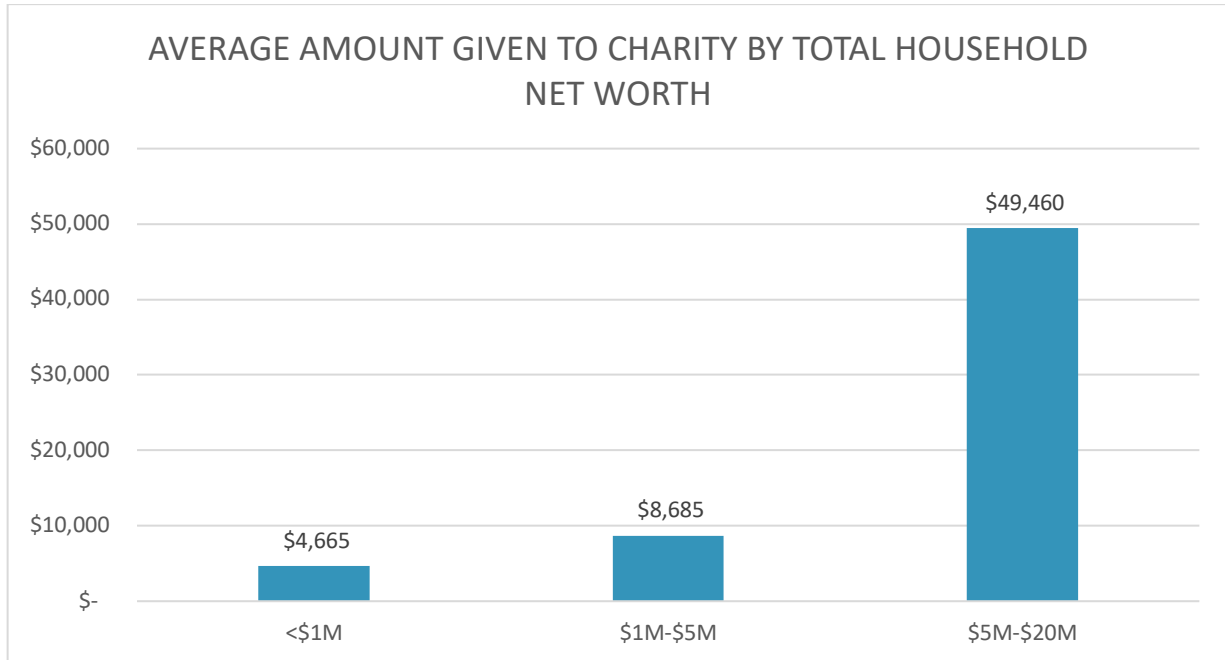 AVERAGE AMOUNT GIVEN TO CHARITY BY TOTAL HOUSEHOLD
NET WORTH
$60,000
$50,000
$40,000
$30,000
$20,000
$10,000
$-
$4,665
$8,685
$49,460
<$1M
$1M-$5M
$5M-$20M